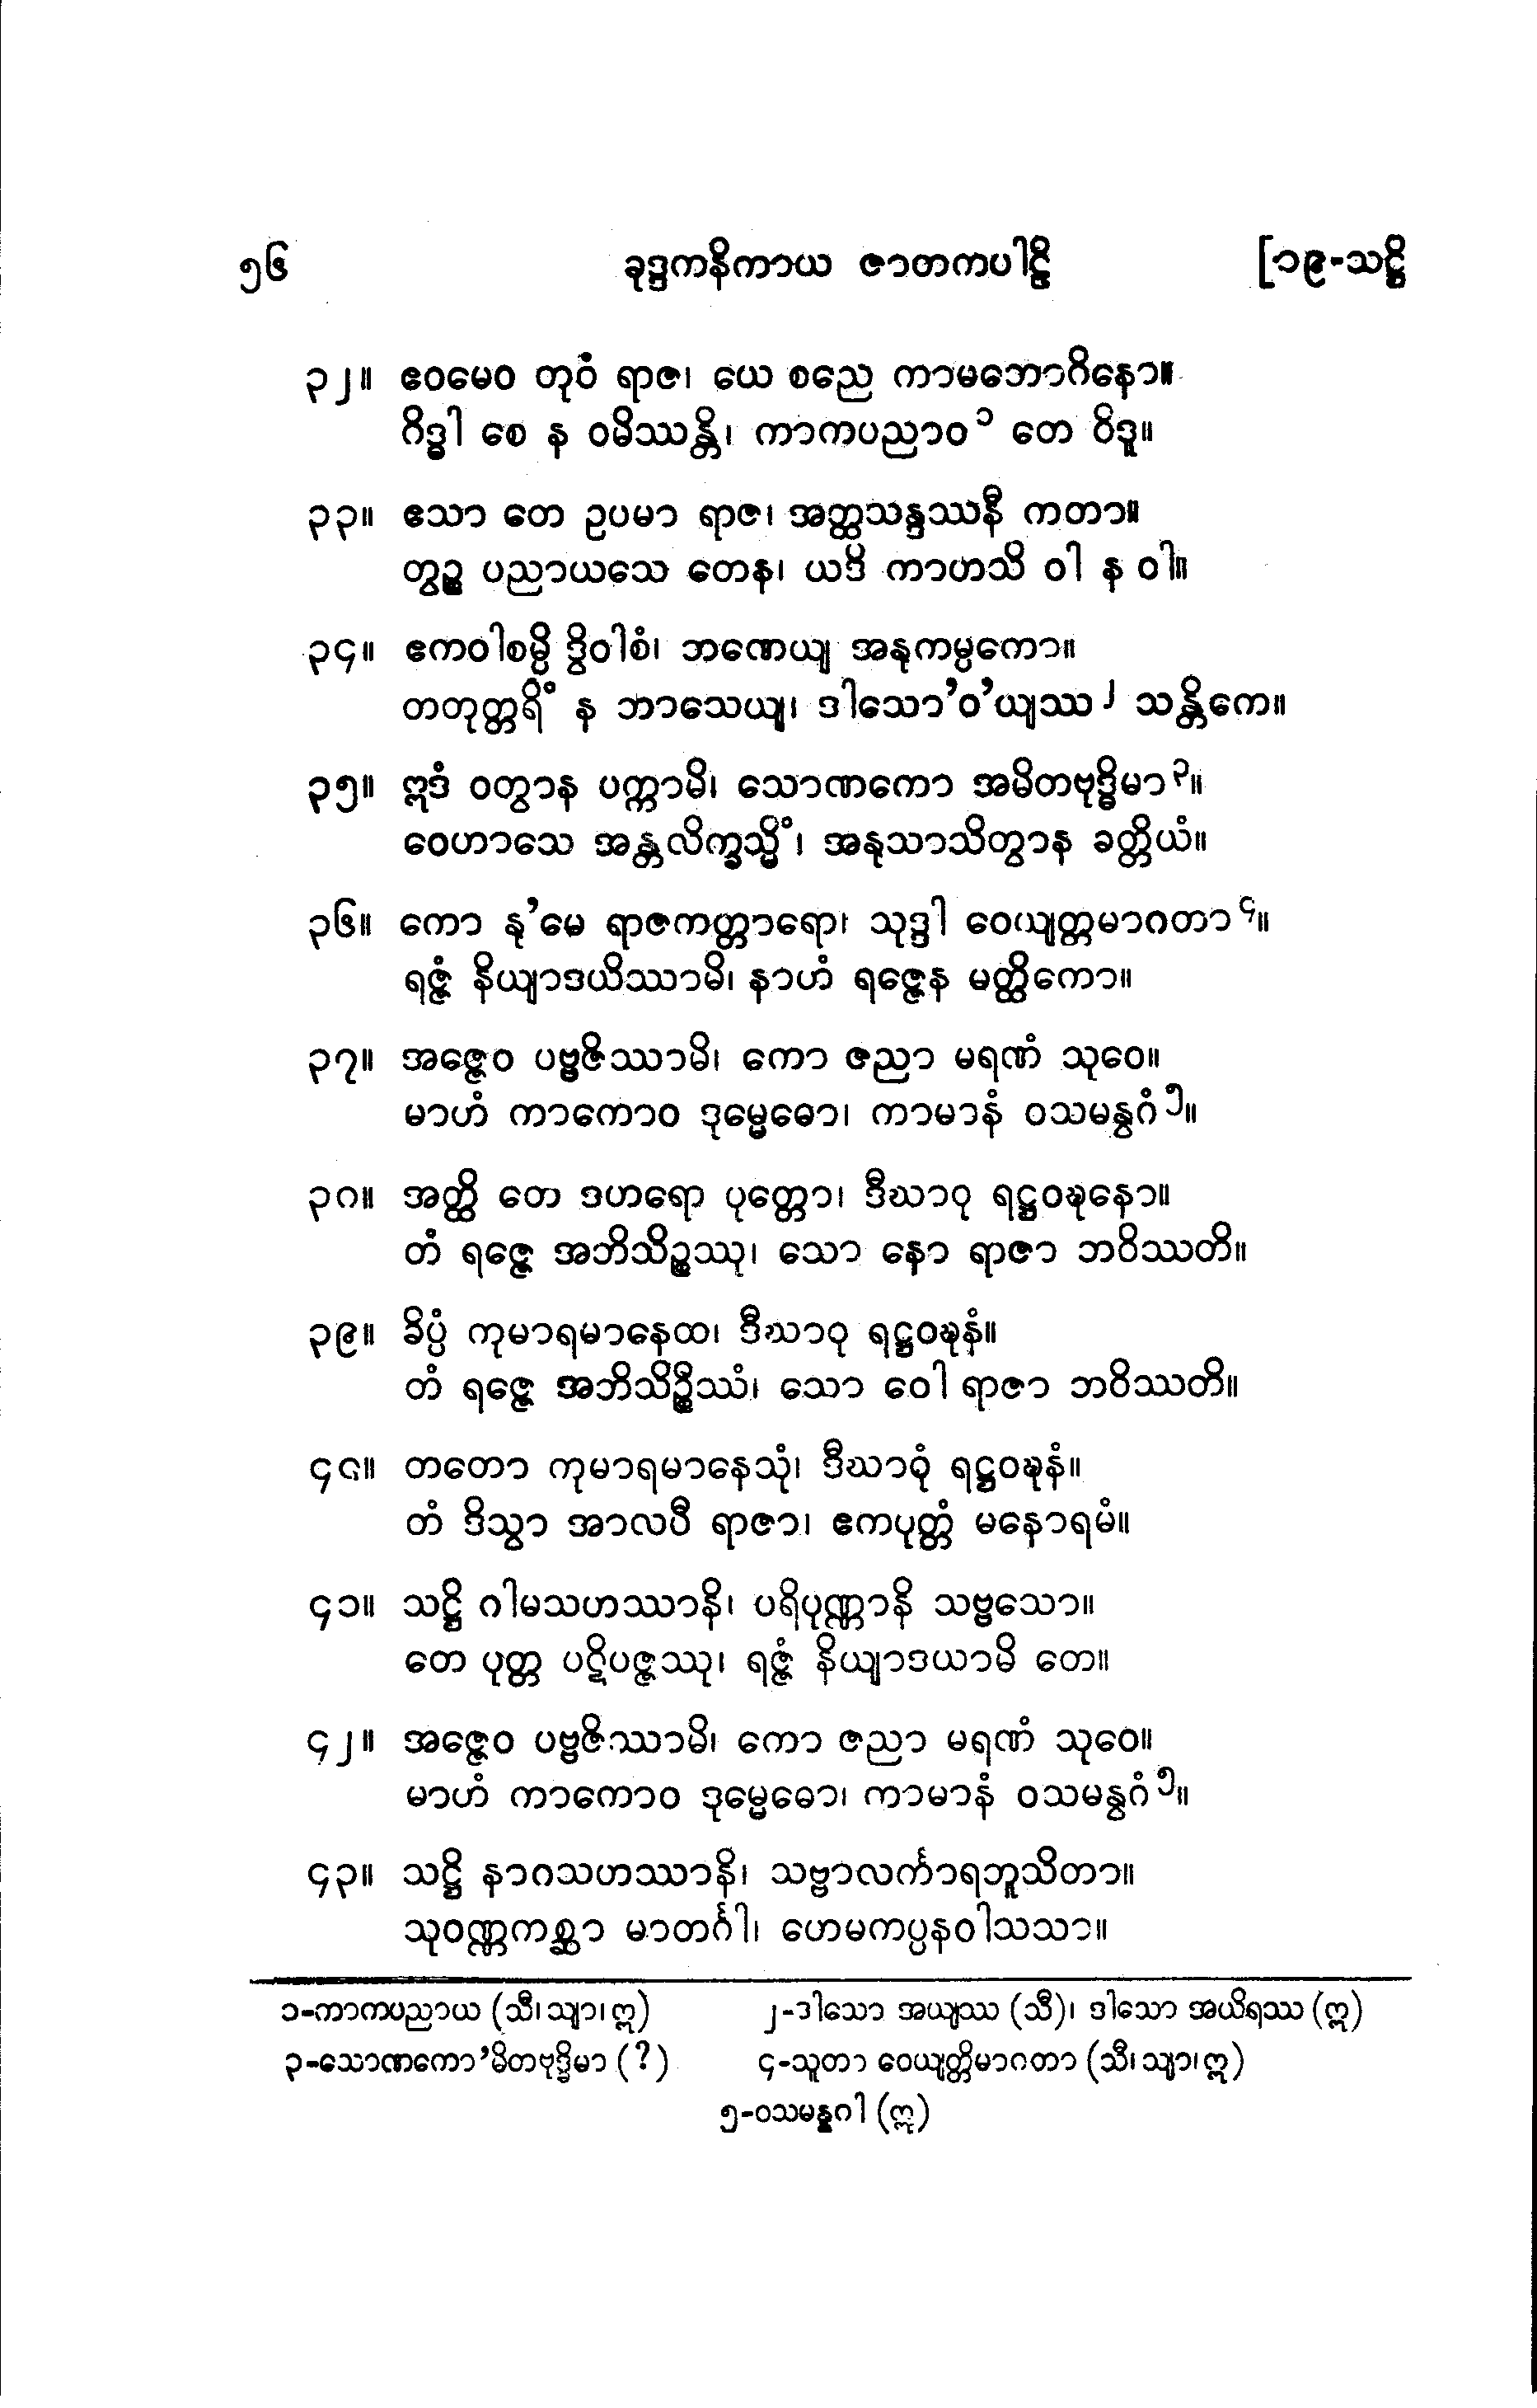 ၅၆ ခုဒ္ဒကနိကာယ ဇာတကပါဠိ [၁၉-သဋ္ဌိ
၃၂။ ဧဝမေဝ တုဝံ ရာဇ၊ ယေ စညေ ကာမဘောဂိနော။
ဂိဒ္ဓါ စေ န ဝမိဿန္တိ၊ ကာကပညာဝ ၁ တေ ဝိဒူ။
၃၃။ ဧသာ တေ ဥပမာ ရာဇ၊ အတ္ထသန္ဒဿနီ ကတာ။
တွဉ္စ ပညာယသေ တေန၊ ယဒိ ကာဟသိ ဝါ န ဝါ။
၃၄။ ဧကဝါစမ္ပိ ဒွိဝါစံ၊ ဘဏေယျ အနုကမ္ပကော။
တတုတ္တရိံ န ဘာသေယျ၊ ဒါသော’ဝ’ယျဿ ၂ သန္တိကေ။
၃၅။ ဣဒံ ဝတွာန ပက္ကာမိ၊ သောဏကော အမိတဗုဒ္ဓိမာ ၃။
ဝေဟာသေ အန္တလိက္ခသ္မိံ၊ အနုသာသိတွာန ခတ္တိယံ။
၃၆။ ကော နု’မေ ရာဇကတ္တာရော၊ သုဒ္ဒါ ဝေယျတ္တမာဂတာ ၄။
ရဇ္ဇံ နိယျာဒယိဿာမိ၊ နာဟံ ရဇ္ဇေန မတ္ထိကော။
၃၇။ အဇ္ဇေဝ ပဗ္ဗဇိဿာမိ၊ ကော ဇညာ မရဏံ သုဝေ။
မာဟံ ကာကောဝ ဒုမ္မေဓော၊ ကာမာနံ ဝသမန္วဂံ ၅။
၃၈။ အတ္ထိ တေ ဒဟရော ပုတ္တော၊ ဒီဃာဝု ရဋ္ဌဝဍ္ဎနော။
တံ ရဇ္ဇေ အဘိသိဉ္စဿု၊ သော နော ရာဇာ ဘဝိဿတိ။
၃၉။ ခိပ္ပံ ကုမာရမာနေထ၊ ဒီဃာဝု ရဋ္ဌဝဍ္ဎနံ။
တံ ရဇ္ဇေ အဘိသိဉ္စိဿံ၊ သော ဝေါ ရာဇာ ဘဝိဿတိ။
၄၀။ တတော ကုမာရမာနေသုံ၊ ဒီဃာဝုံ ရဋ္ဌဝဍ္ဎနံ။
တံ ဒိသွာ အာလပီ ရာဇာ၊ ဧကပုတ္တံ မနောရမံ။
၄၁။ သဋ္ဌိ ဂါမသဟဿာနိ၊ ပရိပုဏ္ဏာနိ သဗ္ဗသော။
တေ ပုတ္တ ပဋိပဇ္ဇဿု၊ ရဇ္ဇံ နိယျာဒယာမိ တေ။
၄၂။ အဇ္ဇေဝ ပဗ္ဗဇိဿာမိ၊ ကော ဇညာ မရဏံ သုဝေ။
မာဟံ ကာကောဝ ဒုမ္မေဓော၊ ကာမာနံ ဝသမန္ွဂံ ၅။
၄၃။ သဋ္ဌိ နာဂသဟဿာနိ၊ သဗ္ဗာလင်္ကာရဘူသိတာ။
သုဝဏ္ဏကစ္ဆာ မာတင်္ဂါ၊ ဟေမကပ္ပနဝါသသာ။
၁-ကာကပညာယ (သီ၊ သျာ၊ ဣ) ၂-ဒါသော အယျဿ (သီ)၊ ဒါသော အယိရဿ (ဣ)
၃-သောဏကော’မိတဗုဒ္ဓိမာ (?) ၄-သူတာ ဝေယျတ္တိမာဂတာ (သီ၊ သျာ၊ ဣ)
၅-ဝသမန္နဂါ (ဣ)